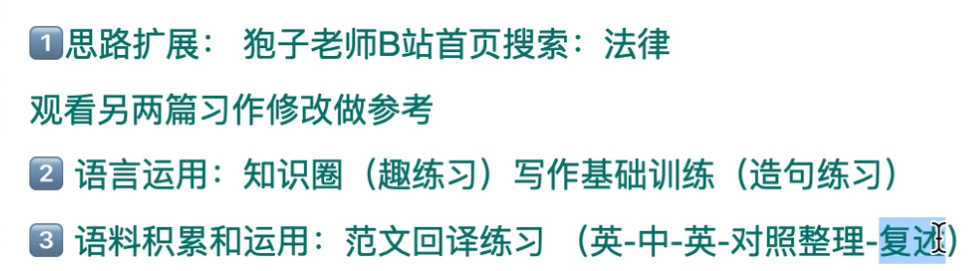 1️⃣思路扩展： 狍子老师B站首页搜索：法律
观看另两篇习作修改做参考
2️⃣ 语言运用：知识圈（趣练习）写作基础训练（造句练习）
3️⃣ 语料积累和运用：范文回译练习 （英-中-英-对照整理-复述）